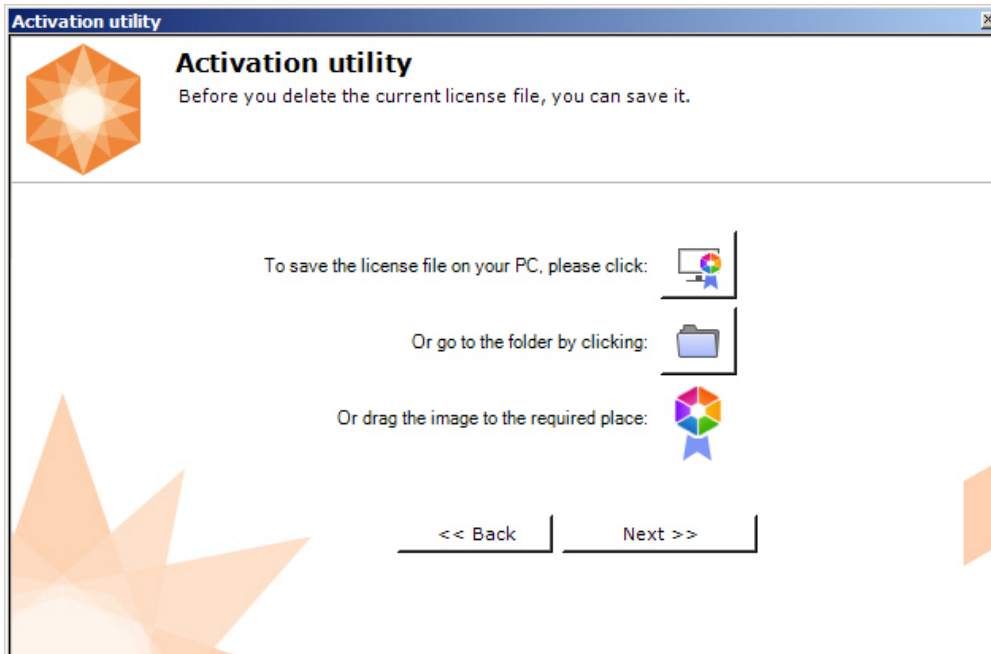 Activation utility
Activation utility
Before you delete the current license file, you can save it.
To save the license file on your PC, please click:
Or go to the folder by clicking:
Or drag the image to the required place:
<< Back
Next >>